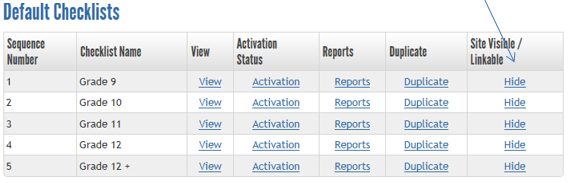 Default Checklists
Sequence Number Checklist Name View Activation Status Reports Duplicate Site Visible / Linkable
1 Grade 9 View Activation Reports Duplicate Hide
2 Grade 10 View Activation Reports Duplicate Hide
3 Grade 11 View Activation Reports Duplicate Hide
4 Grade 12 View Activation Reports Duplicate Hide
5 Grade 12 + View Activation Reports Duplicate Hide